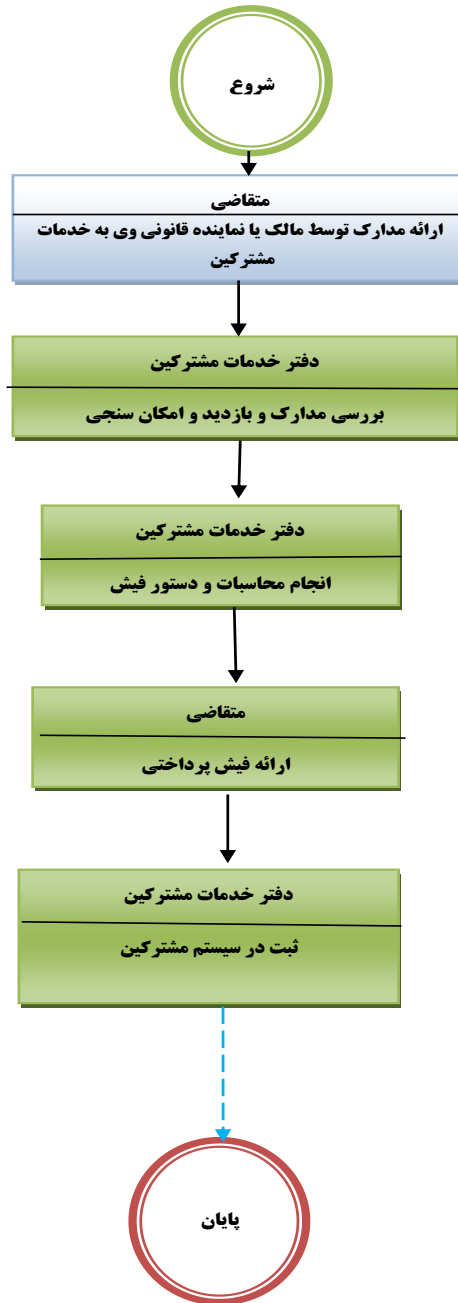 شروع
متقاضی
ارائه مدارک توسط مالک یا نماینده قانونی وی به خدمات
مشترکین
دفتر خدمات مشترکین
بررسی مدارک و بازدید و امکان سنجی
دفتر خدمات مشترکین
انجام محاسبات و دستور فیش
متقاضی
ارائه فیش پرداختی
دفتر خدمات مشترکین
ثبت در سیستم مشترکین
پایان